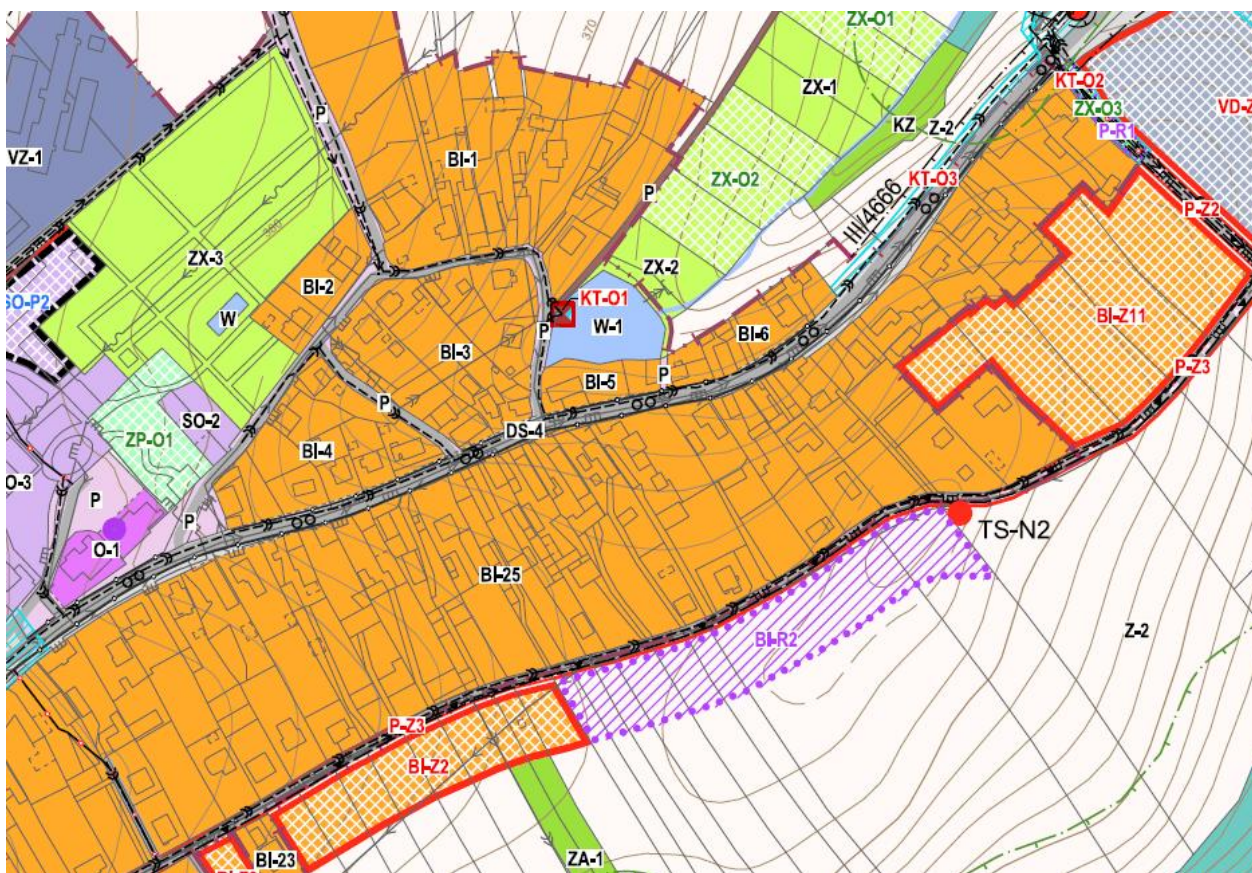 ZX-O1
370
KT-O2
ZX-1
ZX-O3
VD-Z
P
KZ
Z-2
P-R1
VZ-1
BI-1
ZX-O2
KT-O3
P
P-Z2
III/4666
ZX-3
ZX-2
BI-2
SO-P2
KT-O1
W
W-1
P
BI-Z11
BI-6
BI-3
P-Z3
BI-5
P
P
SO-2
DS-4
ZP-O1
BI-4
O-3
P
P
O-1
TS-N2
BI-25
Z-2
BI-R2
P-Z3
BI-Z2
BI-23
ZA-1